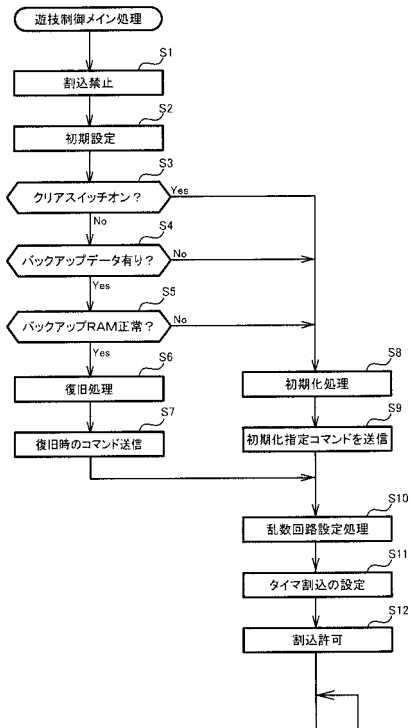 遊技制御メイン処理
S1
割込禁止
S2
初期設定
S3
クリアスイッチオン？
Yes
No
S4
バックアップデータ有り？
No
Yes
S5
バックアップRAM正常？
No
Yes
S6
復旧処理
S7
復旧時のコマンド送信
S8
初期化処理
S9
初期化指定コマンドを送信
S10
乱数回路設定処理
S11
タイマ割込の設定
S12
割込許可